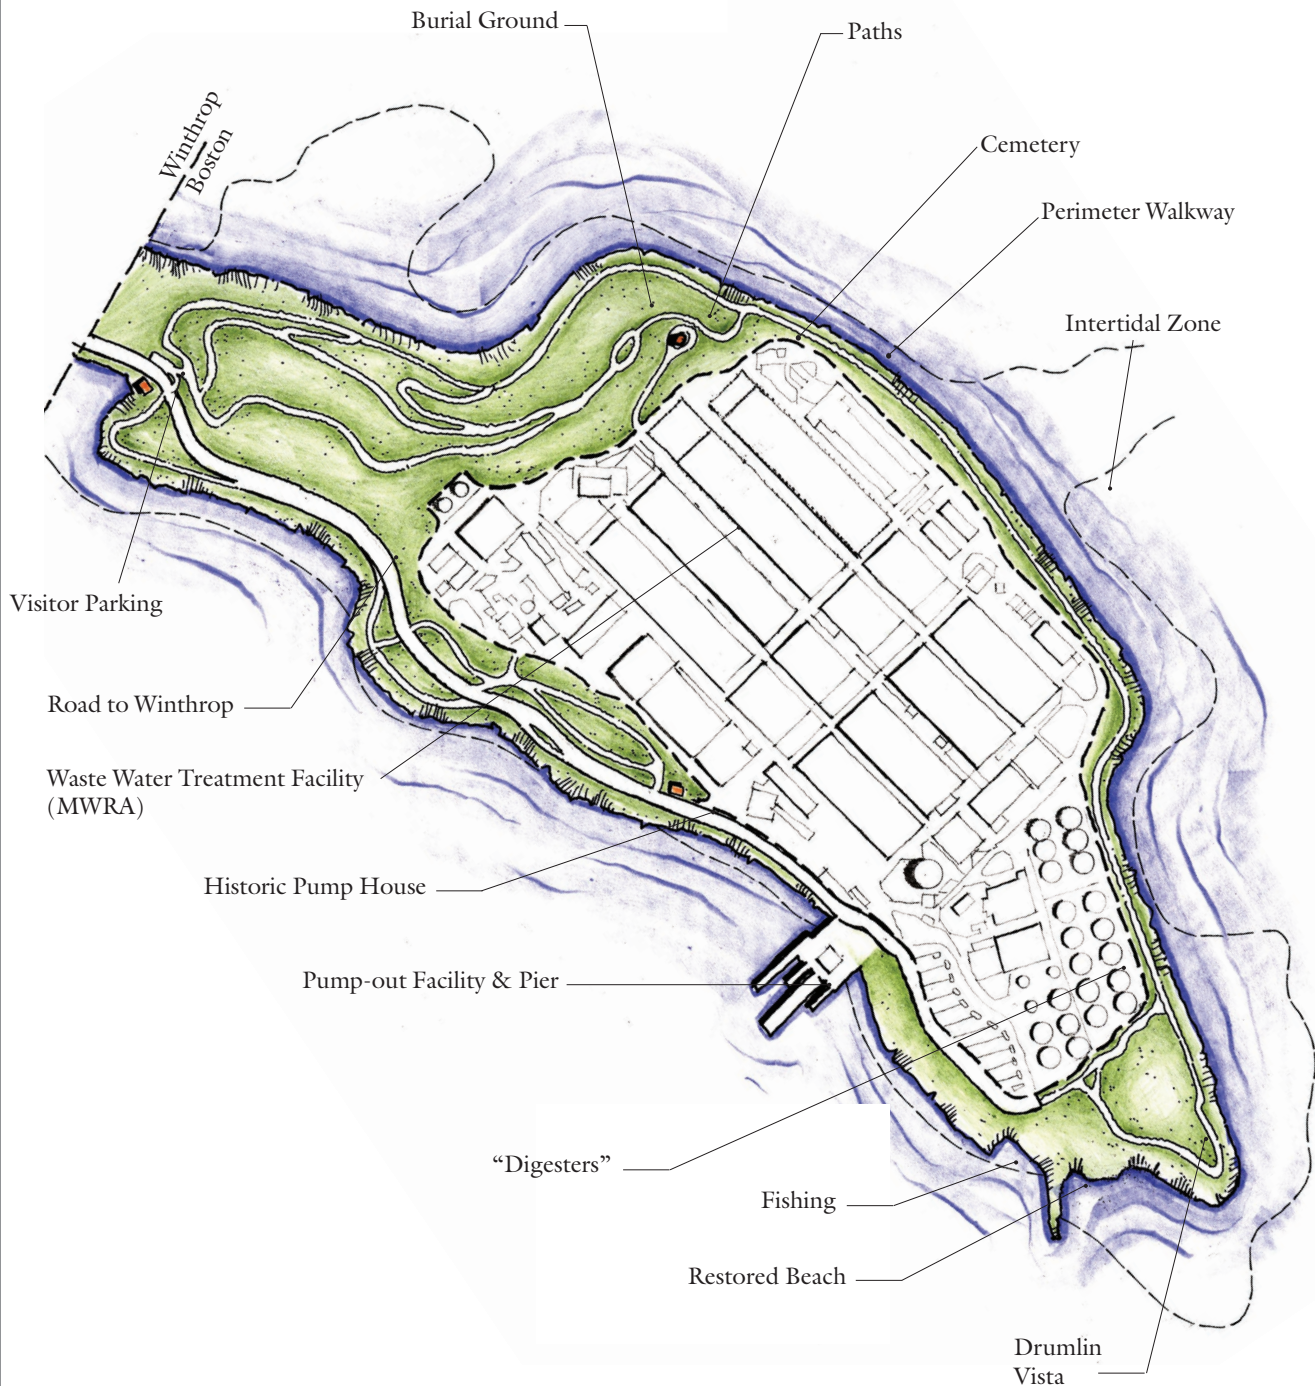 Burial Ground
Paths
Winthrop
Boston
Cemetery
Perimeter Walkway
Intertidal Zone
Visitor Parking
Road to Winthrop
Waste Water Treatment Facility
(MWRA)
Historic Pump House
Pump-out Facility & Pier
“Digesters”
Fishing
Restored Beach
Drumlin
Vista